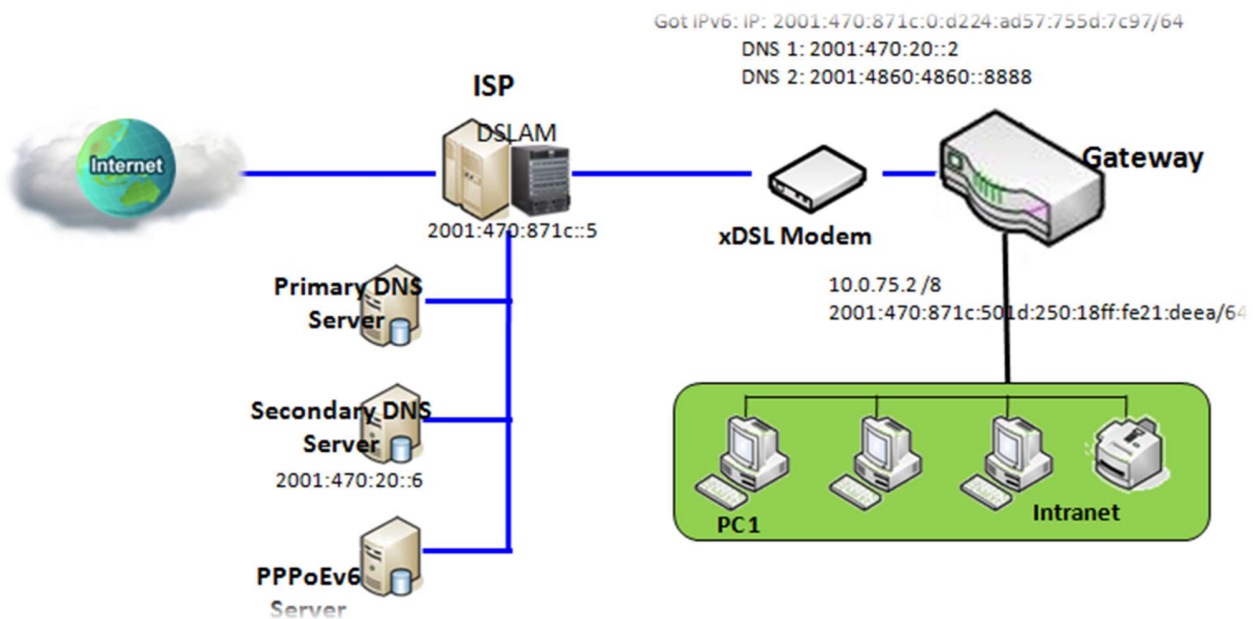 Got IPv6: IP: 2001:470:871c:0:d224:ad57:755d:7c97/64
DNS 1: 2001:470:20::2
DNS 2: 2001:4860:4860::8888
ISP
DSLAM
Internet
Gateway
2001:470:871c::5
xDSL Modem
Primary DNS
Server
10.0.75.2 /8
2001:470:871c:501d:250:18ff:fe21:deea/64
Secondary DNS
Server
2001:470:20::6
PC1
Intranet
PPPoEv6
Server